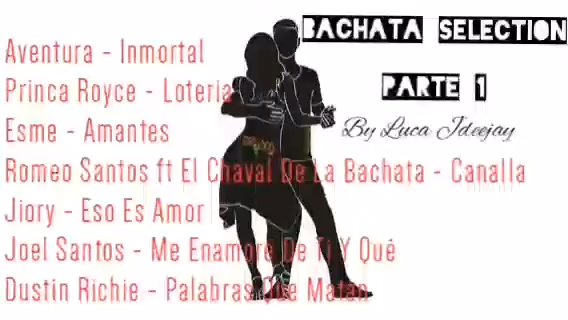 BACHATA SELECTION
PARTE 1
By Luca Jdeejay
Aventura - Inmortal
Princa Royce - Loteria
Esme - Amantes
Romeo Santos ft El Chaval De La Bachata - Canalla
Jiory - Eso Es Amor
Joel Santos - Me Enamore De Ti Y Qué
Dustin Richie - Palabras Que Matan